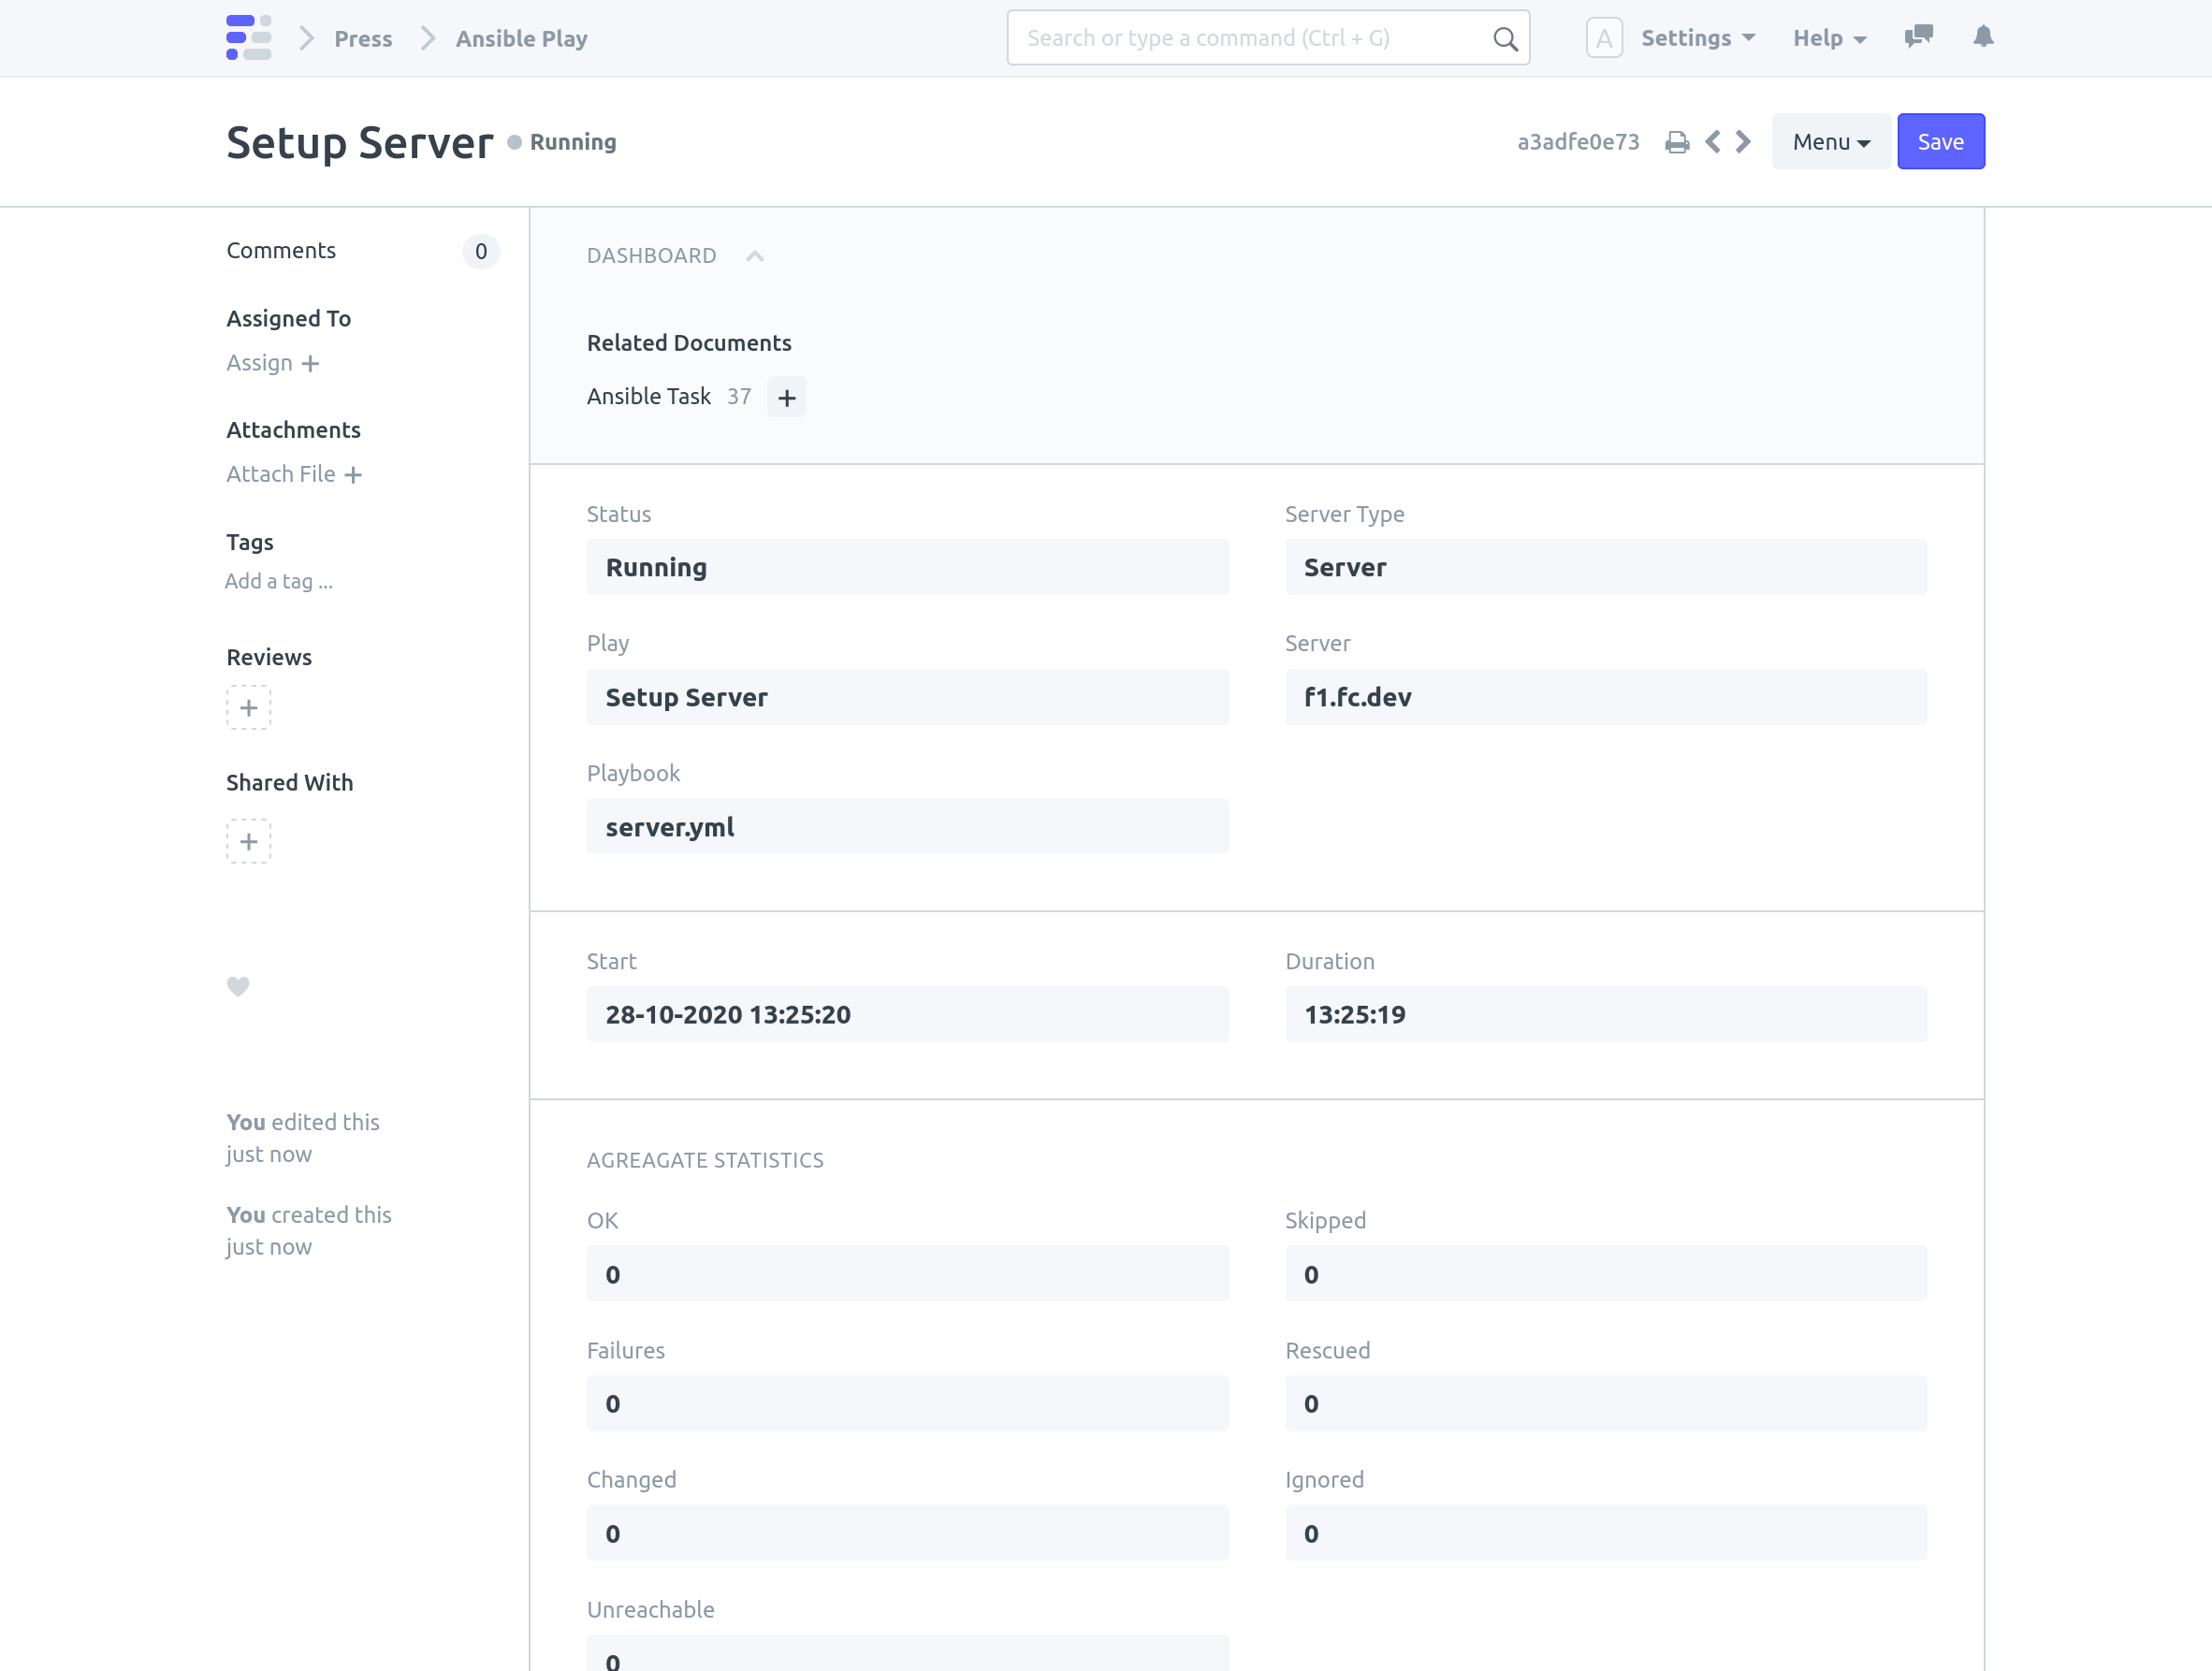 Press
Ansible Play
Search or type a command (Ctrl + G)
A
Settings
Help
Setup Server
Running
a3adfe0e73
Menu
Save
Comments
0
Assigned To
Assign +
Attachments
Attach File +
Tags
Add a tag ...
Reviews
+
Shared With
+
You edited this
just now
You created this
just now
DASHBOARD
Related Documents
Ansible Task 37 +
Status
Running
Server Type
Server
Play
Setup Server
Server
f1.fc.dev
Playbook
server.yml
Start
28-10-2020 13:25:20
Duration
13:25:19
AGREAGATE STATISTICS
OK
0
Skipped
0
Failures
0
Rescued
0
Changed
0
Ignored
0
Unreachable
0